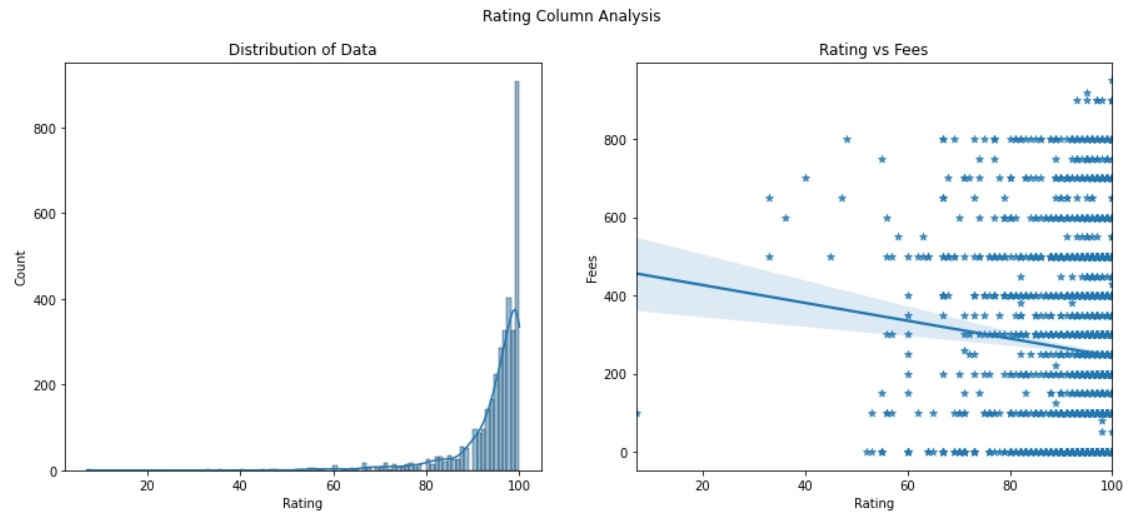 Rating Column Analysis
Distribution of Data
Count
800
600
400
200
0
20 40 60 80 100
Rating
Rating vs Fees
Fees
800
600
400
200
0
20 40 60 80 100
Rating